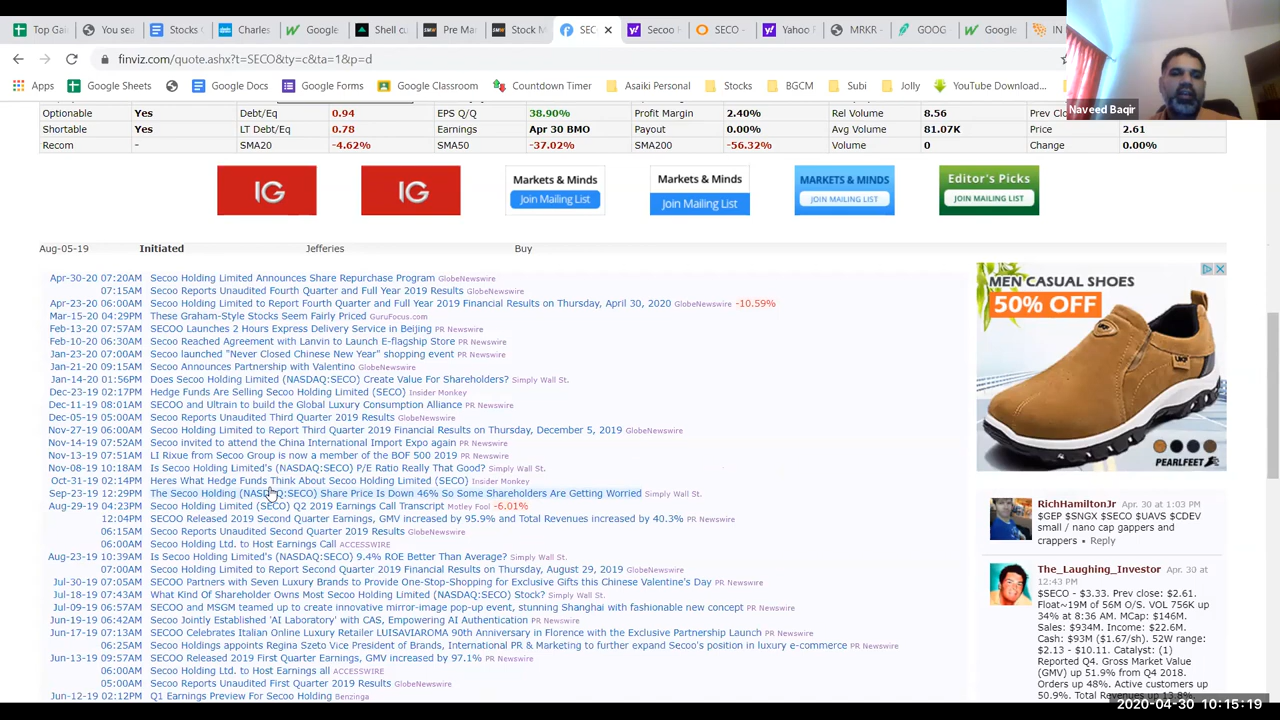 Top Ga
You sea
Stocks
Charles
Google
Shell cu
Pre Ma
Stock M
SEC
Secoo
SECO
Yahoo
MRKR
GOOG
Google
IN
finviz.com/quote.ashx?t=SECO&ty=c&ta=1&p=d
Apps
Google Sheets
Google Docs
Google Forms
Google Classroom
Countdown Timer
Asaiki Personal
Stocks
BGCM
Subi
Jolly
YouTube Download...
Naveed Baqir
Optionable Yes Debt/Eq 0.94 EPS Q/Q 38.90% Profit Margin 2.40% Rel Volume 8.56 Prev Clo
Shortable Yes LT Debt/Eq 0.78 Earnings Apr 30 BMO Payout 0.00% Avg Volume 81.07K Price 2.61
Recom - SMA20 -4.62% SMA50 -37.02% SMA200 -56.32% Volume 0 Change 0.00%
IG
IG
Markets & Minds
Join Mailing List
Markets & Minds
Join Mailing List
MARKETS & MINDS
JOIN MAILING LIST
Editor's Picks
JOIN MAILING LIST
Aug-05-19 Initiated Jefferies Buy
Apr-30-20 07:20AM Secoo Holding Limited Announces Share Repurchase Program GlobeNewswire
07:15AM Secoo Reports Unaudited Fourth Quarter and Full Year 2019 Results GlobeNewswire
Apr-23-20 06:00AM Secoo Holding Limited to Report Fourth Quarter and Full Year 2019 Financial Results on Thursday, April 30, 2020 GlobeNewswire -10.59%
Mar-15-20 04:29PM These Graham-Style Stocks Seem Fairly Priced GuruFocus.com
Feb-13-20 07:57AM SECOO Launches 2 Hours Express Delivery Service in Beijing PR Newswire
Feb-10-20 06:30AM Secoo Reached Agreement with Lanvin to Launch E-flagship Store PR Newswire
Jan-23-20 07:00AM Secoo launched "Never Closed Chinese New Year" shopping event PR Newswire
Jan-21-20 09:15AM Secoo Announces Partnership with Valentino GlobeNewswire
Jan-14-20 01:56PM Does Secoo Holding Limited (NASDAQ:SECO) Create Value For Shareholders? Simply Wall St.
Dec-23-19 02:17PM Hedge Funds Are Selling Secoo Holding Limited (SECO) Insider Monkey
Dec-11-19 08:01AM SECOO and Ultrain to build the Global Luxury Consumption Alliance PR Newswire
Dec-05-19 05:00AM Secoo Reports Unaudited Third Quarter 2019 Results GlobeNewswire
Nov-27-19 06:00AM Secoo Holding Limited to Report Third Quarter 2019 Financial Results on Thursday, December 5, 2019 GlobeNewswire
Nov-14-19 07:52AM Secoo invited to attend the China International Import Expo again PR Newswire
Nov-13-19 07:51AM LI Rixue from Secoo Group is now a member of the BOF 500 2019 PR Newswire
Nov-08-19 10:18AM Is Secoo Holding Limited's (NASDAQ:SECO) P/E Ratio Really That Good? Simply Wall St.
Oct-31-19 02:14PM Heres What Hedge Funds Think About Secoo Holding Limited (SECO) Insider Monkey
Sep-23-19 12:29PM The Secoo Holding (NASDAQ:SECO) Share Price Is Down 46% So Some Shareholders Are Getting Worried Simply Wall St.
Aug-29-19 04:23PM Secoo Holding Limited (SECO) Q2 2019 Earnings Call Transcript Motley Fool -6.01%
12:04PM SECOO Released 2019 Second Quarter Earnings, GMV increased by 95.9% and Total Revenues increased by 40.3% PR Newswire
06:15AM Secoo Reports Unaudited Second Quarter 2019 Results GlobeNewswire
06:00AM Secoo Holding Ltd. to Host Earnings Call ACCESSWIRE
Aug-23-19 10:39AM Is Secoo Holding Limited's (NASDAQ:SECO) 9.4% ROE Better Than Average? Simply Wall St.
07:00AM Secoo Holding Limited to Report Second Quarter 2019 Financial Results on Thursday, August 29, 2019 GlobeNewswire
Jul-30-19 07:05AM SECOO Partners with Seven Luxury Brands to Provide One-Stop-Shopping for Exclusive Gifts this Chinese Valentine's Day PR Newswire
Jul-18-19 07:43AM What Kind Of Shareholder Owns Most Secoo Holding Limited (NASDAQ:SECO) Stock? Simply Wall St.
Jul-09-19 06:57AM SECOO and MSGM teamed up to create innovative mirror-image pop-up event, stunning Shanghai with fashionable new concept PR Newswire
Jun-19-19 06:42AM Secoo Jointly Established 'AI Laboratory' with CAS, Empowering AI Authentication PR Newswire
Jun-17-19 07:13AM SECOO Celebrates Italian Online Luxury Retailer LUISAVIAROMA 90th Anniversary in Florence with the Exclusive Partnership Launch PR Newswire
06:25AM Secoo Holdings appoints Regina Szeto Vice President of Brands, International PR & Marketing to further expand Secoo's position in luxury e-commerce PR Newswire
Jun-13-19 09:57AM SECOO Released 2019 First Quarter Earnings, GMV increased by 97.1% PR Newswire
06:00AM Secoo Holding Ltd. to Host Earnings all ACCESSWIRE
05:00AM Secoo Reports Unaudited First Quarter 2019 Results GlobeNewswire
Jun-12-19 02:12PM Q1 Earnings Preview For Secoo Holding Benzinga
MEN CASUAL SHOES
50% OFF
PEARLFEET
RichHamiltonJr Apr. 30 at 1:03 PM
$GEP $SNGX $SECO $UAVS $CDEV
small / nano cap gappers and
crappers • Reply
The_Laughing_Investor Apr. 30 at
12:43 PM
$SECO - $3.33. Prev close: $2.61.
Float~19M of 56M O/S. VOL 756K up
34% at 8:36 AM. MCap: $146M.
Sales: $934M. Income: $22.6M.
Cash: $93M ($1.67/sh). 52W range:
$2.13 - $10.11. Catalyst: (1)
Reported Q4. Gross Market Value
(GMV) up 51.9% from Q4 2018.
Orders up 48%. Active customers up
50.9%. Total Revenues up 13.8%.
2020-04-30 10:15:19